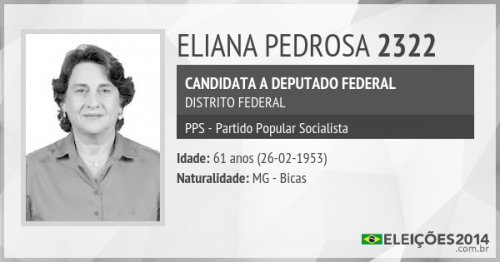 ELIANA PEDROSA 2322
CANDIDATA A DEPUTADO FEDERAL
DISTRITO FEDERAL
PPS - Partido Popular Socialista
Idade: 61 anos (26-02-1953)
Naturalidade: MG - Bicas
ELEIÇÕES2014
.com.br